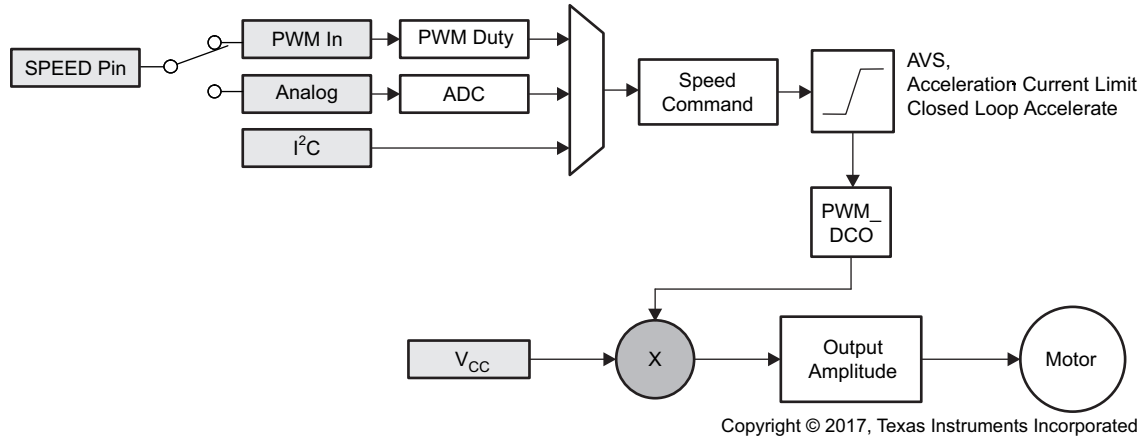 SPEED Pin
PWM In
PWM Duty
Analog
ADC
I²C
Speed
Command
AVS,
Acceleration Current Limit
Closed Loop Accelerate
PWM_
DCO
V_CC
X
Output
Amplitude
Motor
Copyright © 2017, Texas Instruments Incorporated